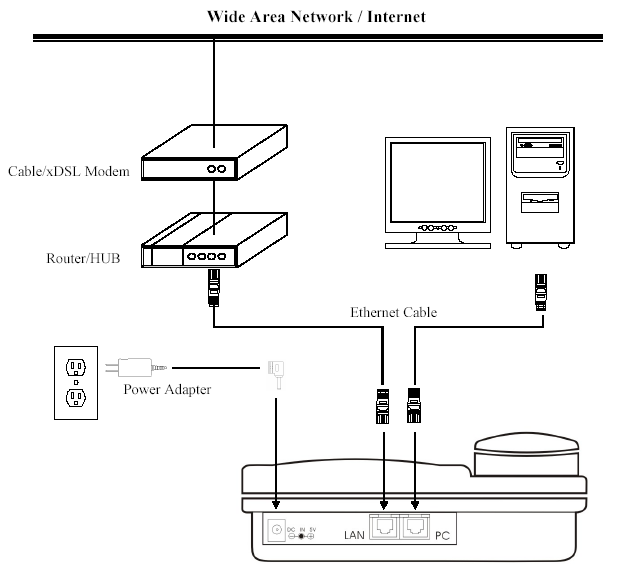 Wide Area Network / Internet
Cable/xDSL Modem
Router/HUB
Ethernet Cable
Power Adapter
DC IN 5V
LAN
PC